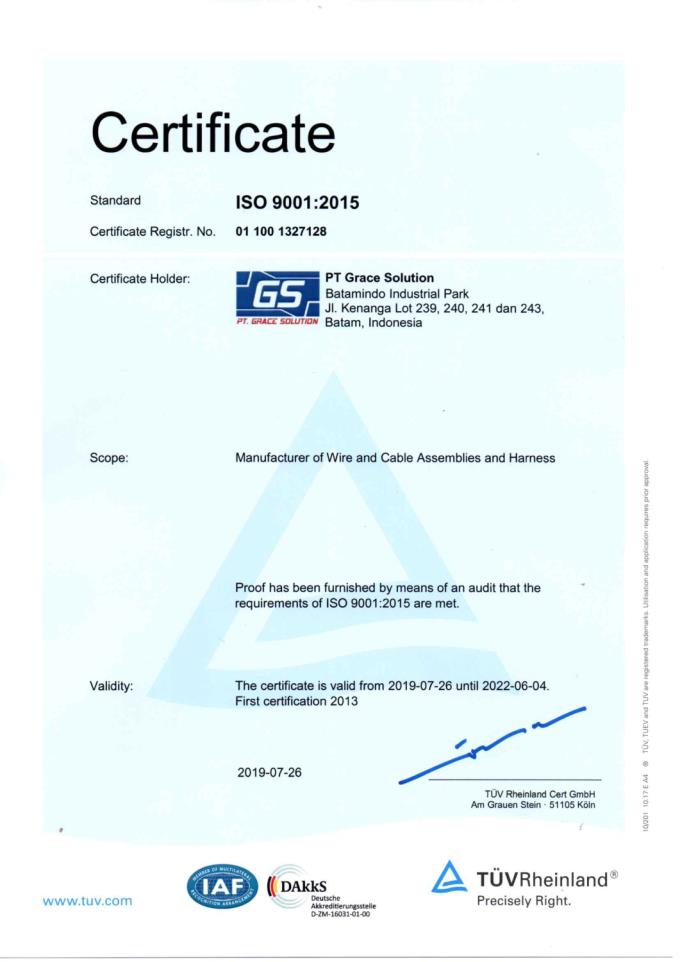 Certificate
Standard ISO 9001:2015
Certificate Registr. No. 01 100 1327128
Certificate Holder:
GS
PT. GRACE SOLUTION
PT Grace Solution
Batamindo Industrial Park
Jl. Kenanga Lot 239, 240, 241 dan 243,
Batam, Indonesia
Scope: Manufacturer of Wire and Cable Assemblies and Harness
Proof has been furnished by means of an audit that the
requirements of ISO 9001:2015 are met.
Validity: The certificate is valid from 2019-07-26 until 2022-06-04.
First certification 2013
2019-07-26
TÜV Rheinland Cert GmbH
Am Grauen Stein · 51105 Köln
10/201 10.17 E A4 ® TÜV, TUEV and TUV are registered trademarks. Utilisation and application requires prior approval.
www.tuv.com
MEMBER OF MULTILATERAL
RECOGNITION ARRANGEMENT
IAF
DAkkS
Deutsche
Akkreditierungsstelle
D-ZM-16031-01-00
TÜVRheinland®
Precisely Right.